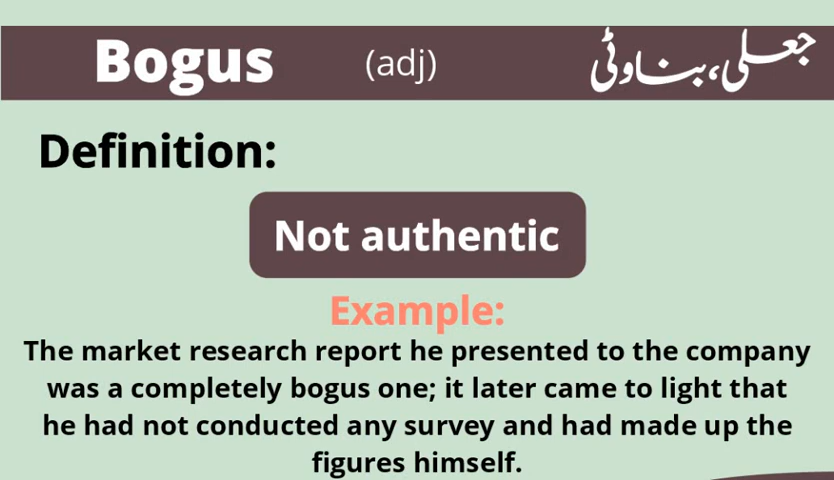 Bogus (adj) جعلی، بناوٹی
Definition:
Not authentic
Example:
The market research report he presented to the company
was a completely bogus one; it later came to light that
he had not conducted any survey and had made up the
figures himself.